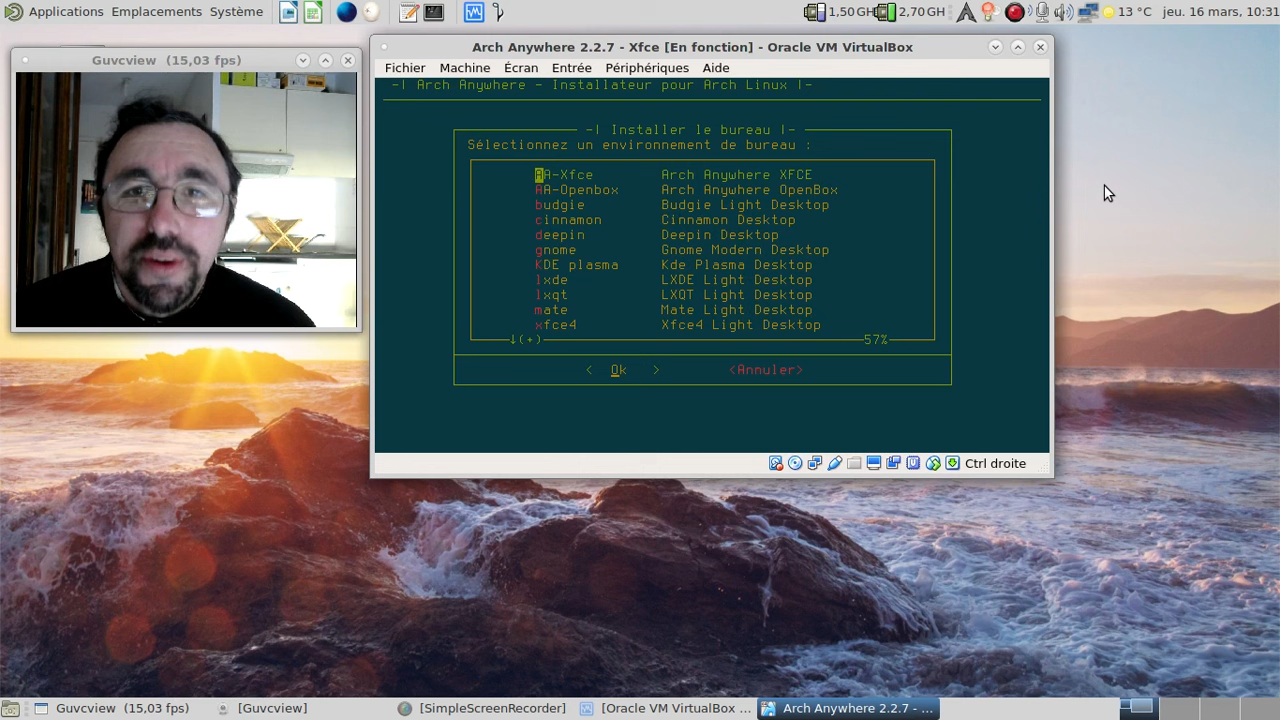 Applications Emplacements Système 1,50 GH 2,70 GH 13 °C jeu. 16 mars, 10:31
Guvcview (15,03 fps)
Arch Anywhere 2.2.7 - Xfce [En fonction] - Oracle VM VirtualBox
Fichier Machine Écran Entrée Périphériques Aide
-| Arch Anywhere - Installateur pour Arch Linux |-
-| Installer le bureau |-
Sélectionnez un environnement de bureau :
AA-Xfce Arch Anywhere XFCE
AA-Openbox Arch Anywhere OpenBox
budgie Budgie Light Desktop
cinnamon Cinnamon Desktop
deepin Deepin Desktop
gnome Gnome Modern Desktop
KDE plasma Kde Plasma Desktop
lxde LXDE Light Desktop
lxqt LXQT Light Desktop
mate Mate Light Desktop
xfce4 Xfce4 Light Desktop
↓(+) 57%
< Ok > <Annuler>
Ctrl droite
Guvcview (15,03 fps) [Guvcview] [SimpleScreenRecorder] [Oracle VM VirtualBox ... Arch Anywhere 2.2.7 - ...